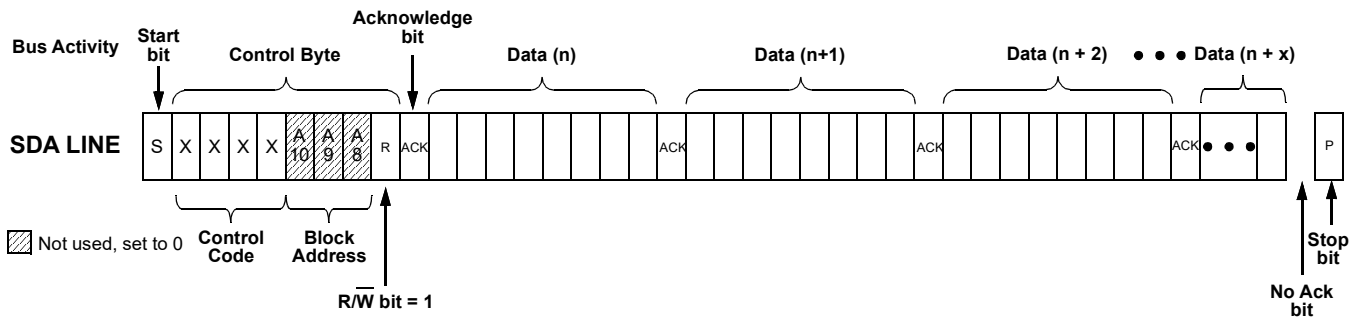 Bus Activity
Start
bit
Control Byte
Acknowledge
bit
Data (n)
Data (n+1)
Data (n + 2)
• • •
Data (n + x)
SDA LINE
S
X
X
X
X
A
10
A
9
A
8
R
ACK
ACK
ACK
ACK
• • •
P
Not used, set to 0
Control
Code
Block
Address
R/W̅ bit = 1
No Ack
bit
Stop
bit